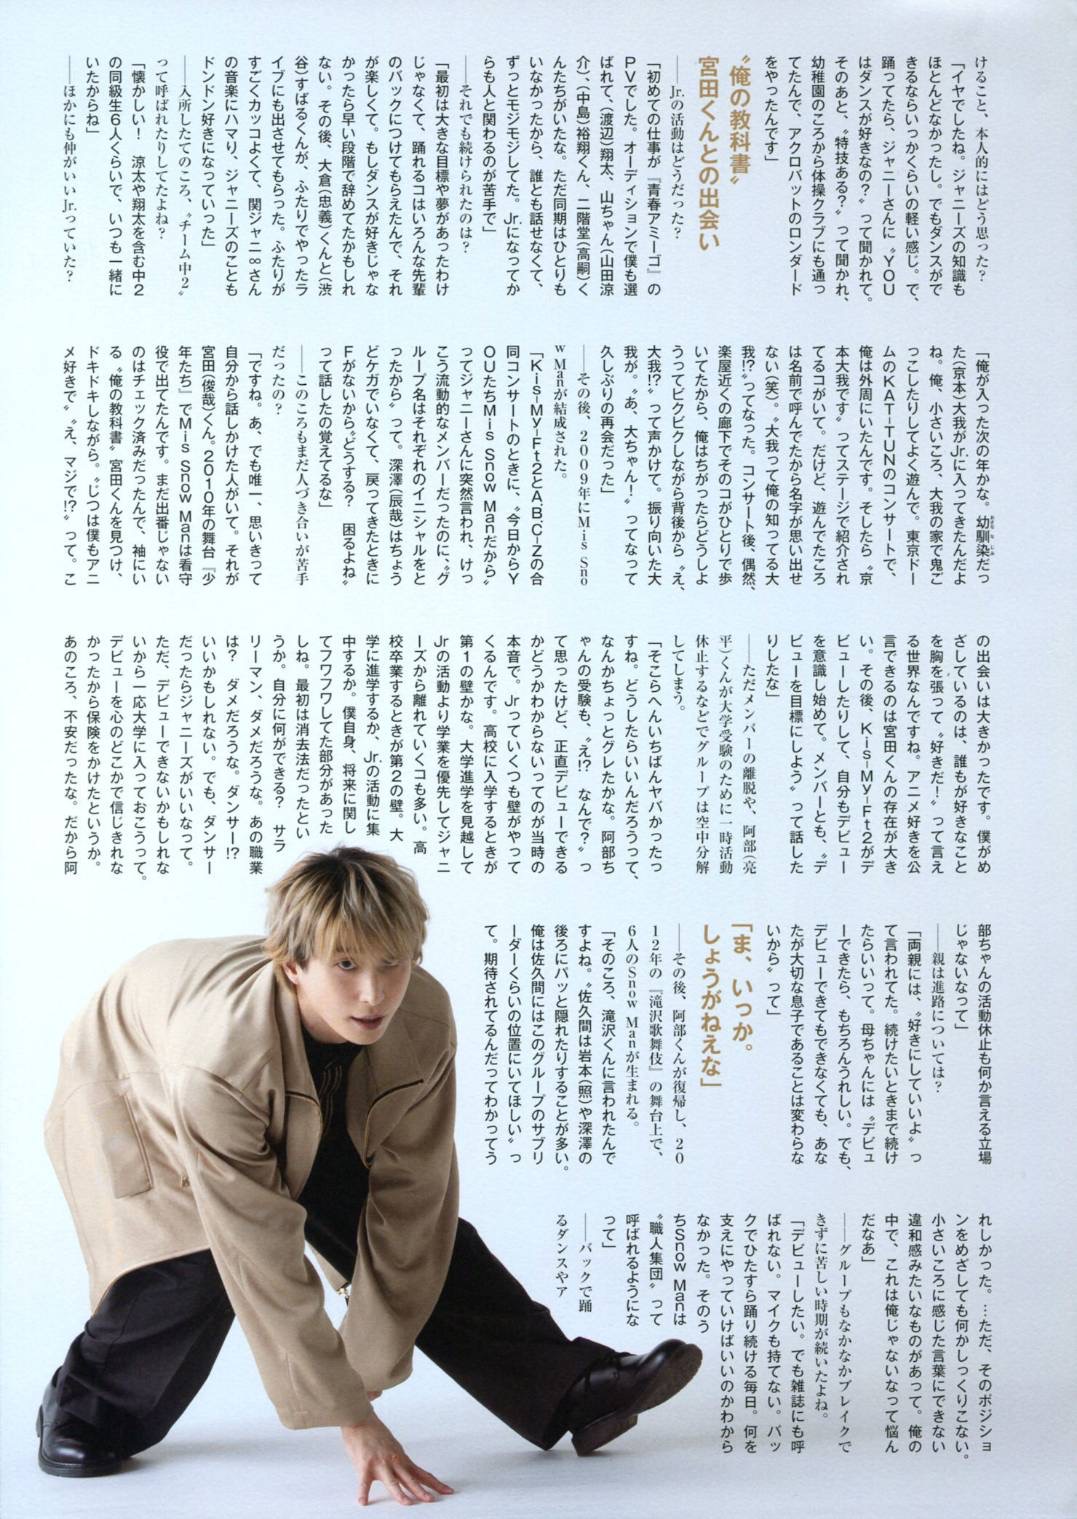 けること、本人的にはどう思った？
「イヤでしたね。ジャニーズの知識も
ほとんどなかったし。でもダンスがで
きるならいっかくらいの軽い感じ。で、
踊ってたら、ジャニーさんに〝YOU
はダンスが好きなの？〟って聞かれて。
そのあと、〝特技ある？〟って聞かれ、
幼稚園のころから体操クラブにも通っ
てたんで、アクロバットのロンダード
をやったんです」
〝俺の教科書〟
宮田くんとの出会い
──Jr.の活動はどうだった？
「初めての仕事が『青春アミーゴ』の
PVでした。オーディションで僕も選
ばれて、(渡辺)翔太、山ちゃん(山田涼
介)、(中島)裕翔くん、二階堂(高嗣)く
んたちがいたな。ただ同期はひとりも
いなかったから、誰とも話せなくて、
ずっとモジモジしてた。Jr.になってか
らも人と関わるのが苦手で」
──それでも続けられたのは？
「最初は大きな目標や夢があったわけ
じゃなくて、踊れるコはいろんな先輩
のバックにつけてもらえたんで、それ
が楽しくて。もしダンスが好きじゃな
かったら早い段階で辞めてたかもしれ
ない。その後、大倉(忠義)くんと(渋
谷)すばるくんが、ふたりでやったラ
イブにも出させてもらった。ふたりが
すごくカッコよくて、関ジャニ∞さん
の音楽にハマり、ジャニーズのことも
ドンドン好きになっていった」
──入所したてのころ、〝チーム中2〟
って呼ばれたりしてたよね？
「懐かしい！　涼太や翔太を含む中2
の同級生6人くらいで、いつも一緒に
いたからね」
──ほかにも仲がいいJr.っていた？
「俺が入った次の年かな。幼馴染だっ
た(京本)大我がJr.に入ってきたんだよ
ね。俺、小さいころ、大我の家で鬼ご
っこしたりしてよく遊んで。東京ドー
ムのKAT-TUNのコンサートで、
俺は外周にいたんです。そしたら〝京
本大我です〟ってステージで紹介され
てるコがいて。だけど、遊んでたころ
は名前で呼んでたから名字が思い出せ
ない(笑)。〝大我って俺の知ってる大
我!?〟ってなった。コンサート後、偶然、
楽屋近くの廊下でそのコがひとりで歩
いてたから、俺はちがったらどうしよ
うってビクビクしながら背後から〝え、
大我!?〟って声かけて。振り向いた大
我が、〝あ、大ちゃん！〟ってなって
久しぶりの再会だった」
──その後、2009年にMis Sno
w Manが結成された。
「Kis-My-Ft2とA.B.C-Zの合
同コンサートのときに、〝今日からY
OUたちMis Snow Manだから〟
ってジャニーさんに突然言われ、けっ
こう流動的なメンバーだったのに、〝グ
ループ名はそれぞれのイニシャルをと
ったから〟って。深澤(辰哉)はちょう
どケガでいなくて、戻ってきたときに
Fがないから〝どうする？　困るよね〟
って話したの覚えてるな」
──このころもまだ人づき合いが苦手
だったの？
「ですね。あ、でも唯一、思いきって
自分から話しかけた人がいて。それが
宮田(俊哉)くん。2010年の舞台『少
年たち』でMis Snow Manは看守
役で出てたんです。まだ出番じゃない
のはチェック済みだったんで、袖にい
る〝俺の教科書〟宮田くんを見つけ、
ドキドキしながら。〝じつは僕もアニ
メ好きで〟〝え、マジで!?〟って。こ
の出会いは大きかったです。僕がめ
ざしているのは、誰もが好きなこと
を胸を張って〝好きだ！〟って言え
る世界なんですね。アニメ好きを公
言できるのは宮田くんの存在が大き
い。その後、Kis-My-Ft2がデ
ビューしたりして、自分もデビュー
を意識し始めて。メンバーとも、〝デ
ビューを目標にしよう〟って話した
りしたな」
──ただメンバーの離脱や、阿部(亮
平)くんが大学受験のために一時活動
休止するなどでグループは空中分解
してしまう。
「そこらへんいちばんヤバかったっ
すね。どうしたらいいんだろうって、
なんかちょっとグレたかな。阿部ち
ゃんの受験も、〝え!?　なんで？〟っ
て思ったけど、正直デビューできる
かどうかわからないってのが当時の
本音で。Jr.っていくつも壁がやって
くるんです。高校に入学するときが
第1の壁かな。大学進学を見越して
Jr.の活動より学業を優先してジャニ
ーズから離れていくコも多い。高
校卒業するときが第2の壁。大
学に進学するか、Jr.の活動に集
中するか。僕自身、将来に関し
てフワフワしてた部分があった
しね。最初は消去法だったとい
うか。自分に何ができる？　サラ
リーマン、ダメだろうな。あの職業
は？　ダメだろうな。ダンサー!?
いいかもしれない。でも、ダンサー
だったらジャニーズがいいなって。
ただ、デビューできないかもしれな
いから一応大学に入っておこうって。
デビューを心のどこかで信じきれな
かったから保険をかけたというか。
あのころ、不安だったな。だから阿
部ちゃんの活動休止も何か言える立場
じゃないなって」
──親は進路については？
「両親には、〝好きにしていいよ〟っ
て言われてた。続けたいときまで続け
たらいいって。母ちゃんには〝デビュ
ーできたら、もちろんうれしい。でも、
デビューできてもできなくても、あな
たが大切な息子であることは変わらな
いから〟って」
「ま、いっか。
しょうがねえな」
──その後、阿部くんが復帰し、20
12年の『滝沢歌舞伎』の舞台上で、
6人のSnow Manが生まれる。
「そのころ、滝沢くんに言われたんで
すよね。〝佐久間は岩本(照)や深澤の
後ろにパッと隠れたりすることが多い。
俺は佐久間にはこのグループのサブリ
ーダーくらいの位置にいてほしい〟っ
て。期待されてるんだってわかってう
れしかった。…ただ、そのポジショ
ンをめざしても何かしっくりこない。
小さいころに感じた言葉にできない
違和感みたいなものがあって。俺の
中で、これは俺じゃないなって悩ん
だなあ」
──グループもなかなかブレイクで
きずに苦しい時期が続いたよね。
「デビューしたい。でも雑誌にも呼
ばれない。マイクも持てない。バッ
クでひたすら踊り続ける毎日。何を
支えにやっていけばいいのかわから
なかった。そのう
ちSnow Manは
〝職人集団〟って
呼ばれるようにな
って」
──バックで踊
るダンスやア